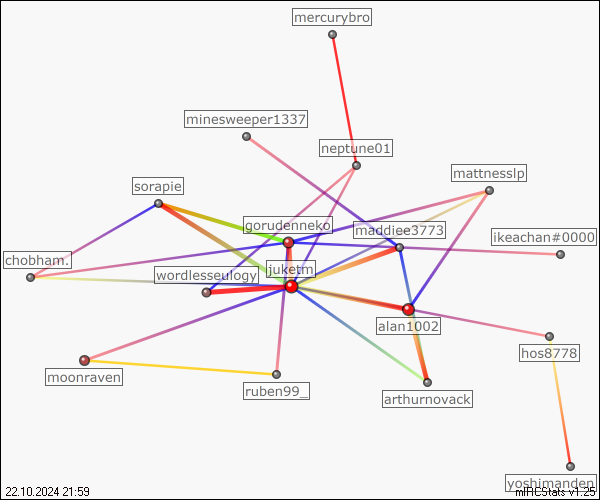 mercurybro
minesweeper1337
neptune01
mattnesslp
sorapie
gorudenneko
maddiee3773
ikeachan#0000
chobham.
wordlesseulogy
juketm
alan1002
hos8778
moonraven
ruben99_
arthurnovack
yoshimanden
22.10.2024 21:59
mIRCStats v1.25